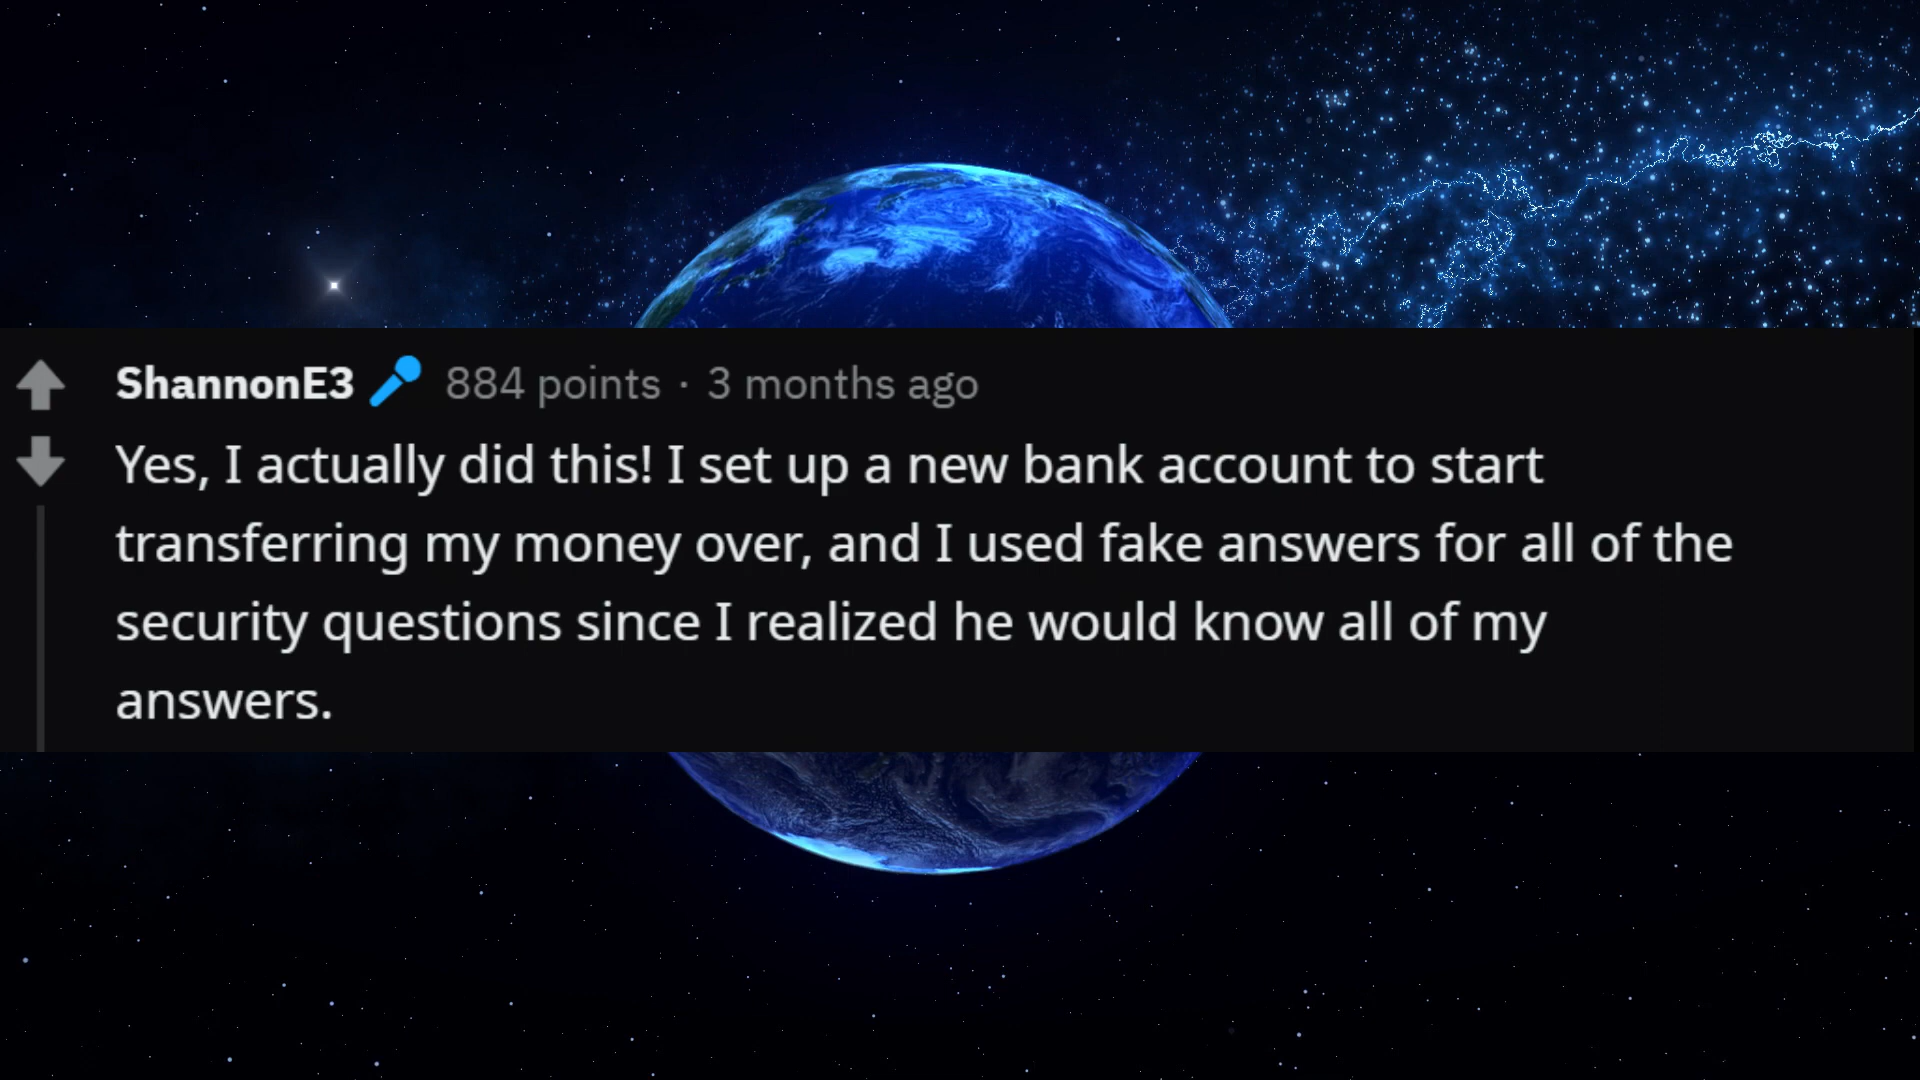 ShannonE3 884 points · 3 months ago
Yes, I actually did this! I set up a new bank account to start
transferring my money over, and I used fake answers for all of the
security questions since I realized he would know all of my
answers.